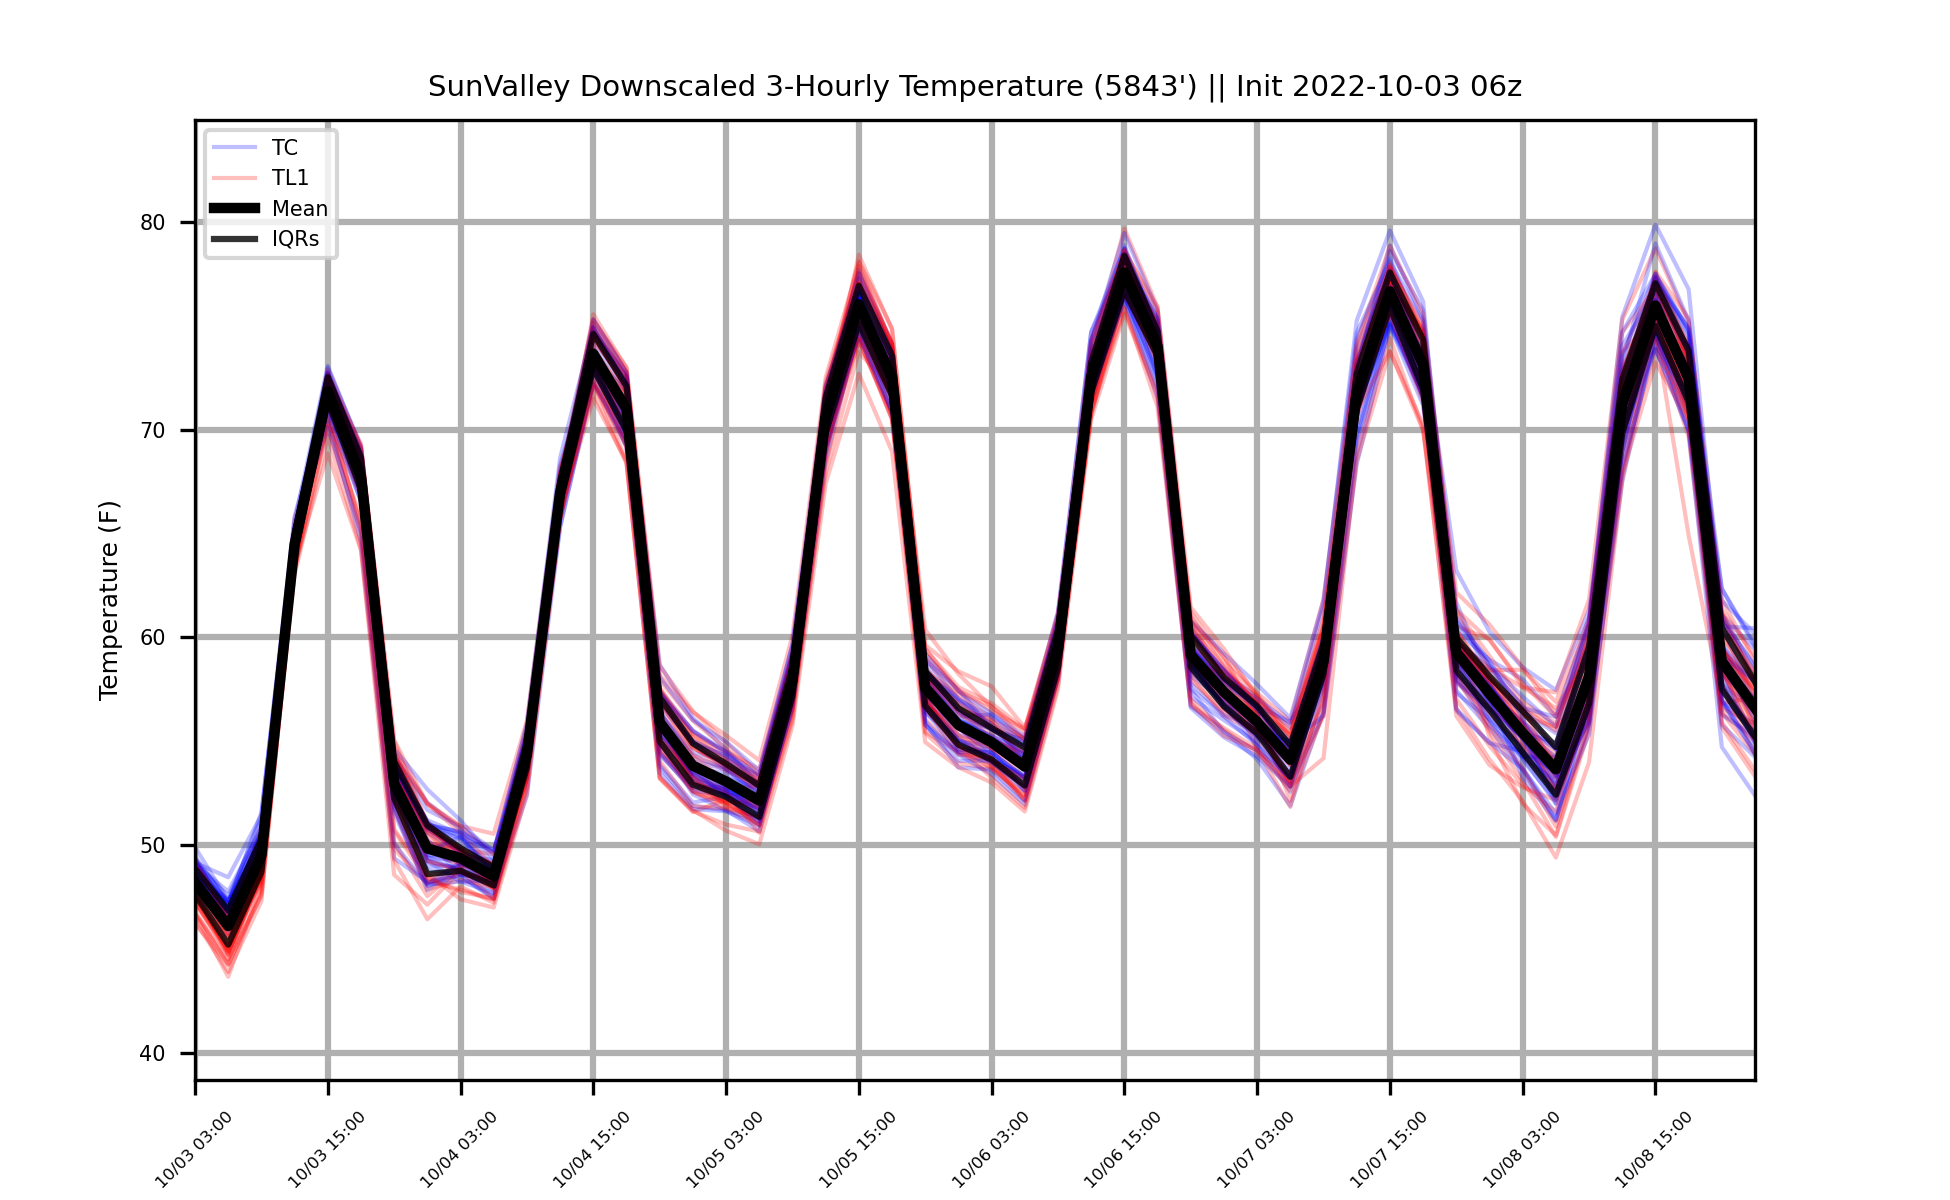 SunValley Downscaled 3-Hourly Temperature (5843') || Init 2022-10-03 06z
TC
TL1
Mean
IQRs
Temperature (F)
80
70
60
50
40
10/03 03:00
10/03 15:00
10/04 03:00
10/04 15:00
10/05 03:00
10/05 15:00
10/06 03:00
10/06 15:00
10/07 03:00
10/07 15:00
10/08 03:00
10/08 15:00